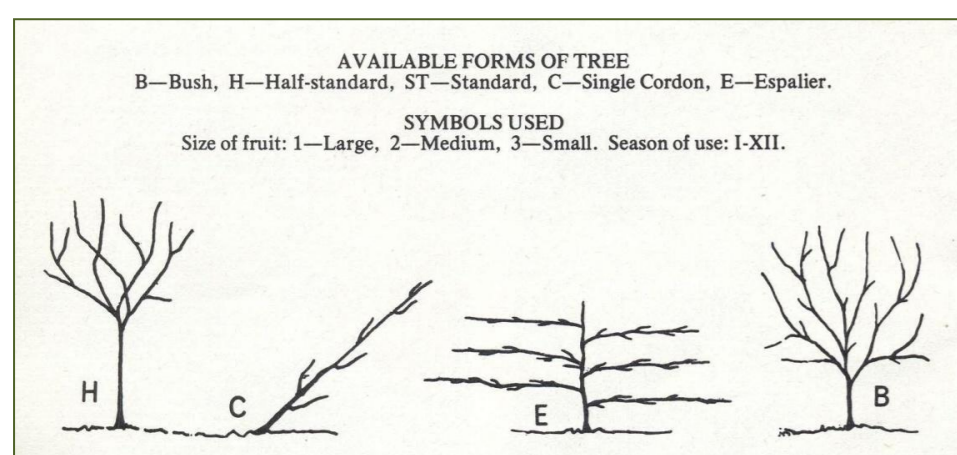 AVAILABLE FORMS OF TREE
B—Bush, H—Half-standard, ST—Standard, C—Single Cordon, E—Espalier.
SYMBOLS USED
Size of fruit: 1—Large, 2—Medium, 3—Small. Season of use: I-XII.
H
C
E
B